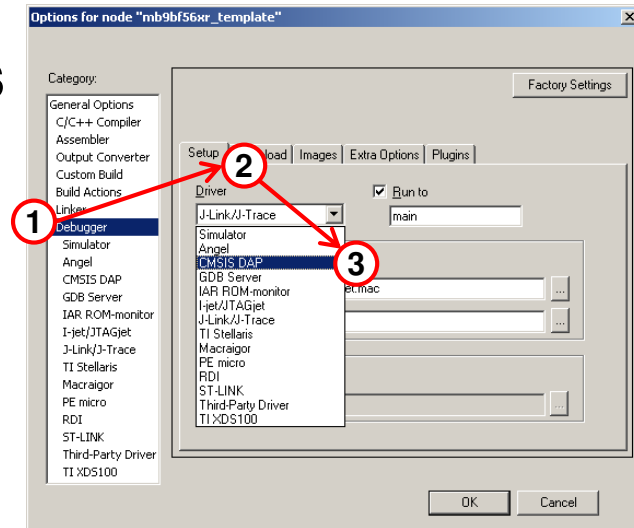 Options for node "mb9bf56xr_template"
S
Category:
Factory Settings
General Options
C/C++ Compiler
Assembler
Output Converter
Custom Build
Build Actions
Linker
Debugger
Simulator
Angel
CMSIS DAP
GDB Server
IAR ROM-monitor
I-jet/JTAGjet
J-Link/J-Trace
TI Stellaris
Macraigor
PE micro
RDI
ST-LINK
Third-Party Driver
TI XDS100
1
Setup
2
Images
Extra Options
Plugins
Driver
Run to
J-Link/J-Trace
main
Simulator
Angel
CMSIS DAP
3
GDB Server
IAR ROM-monitor
I-jet/JTAGjet
J-Link/J-Trace
TI Stellaris
Macraigor
PE micro
RDI
ST-LINK
Third-Party Driver
TI XDS100
...
...
...
OK
Cancel